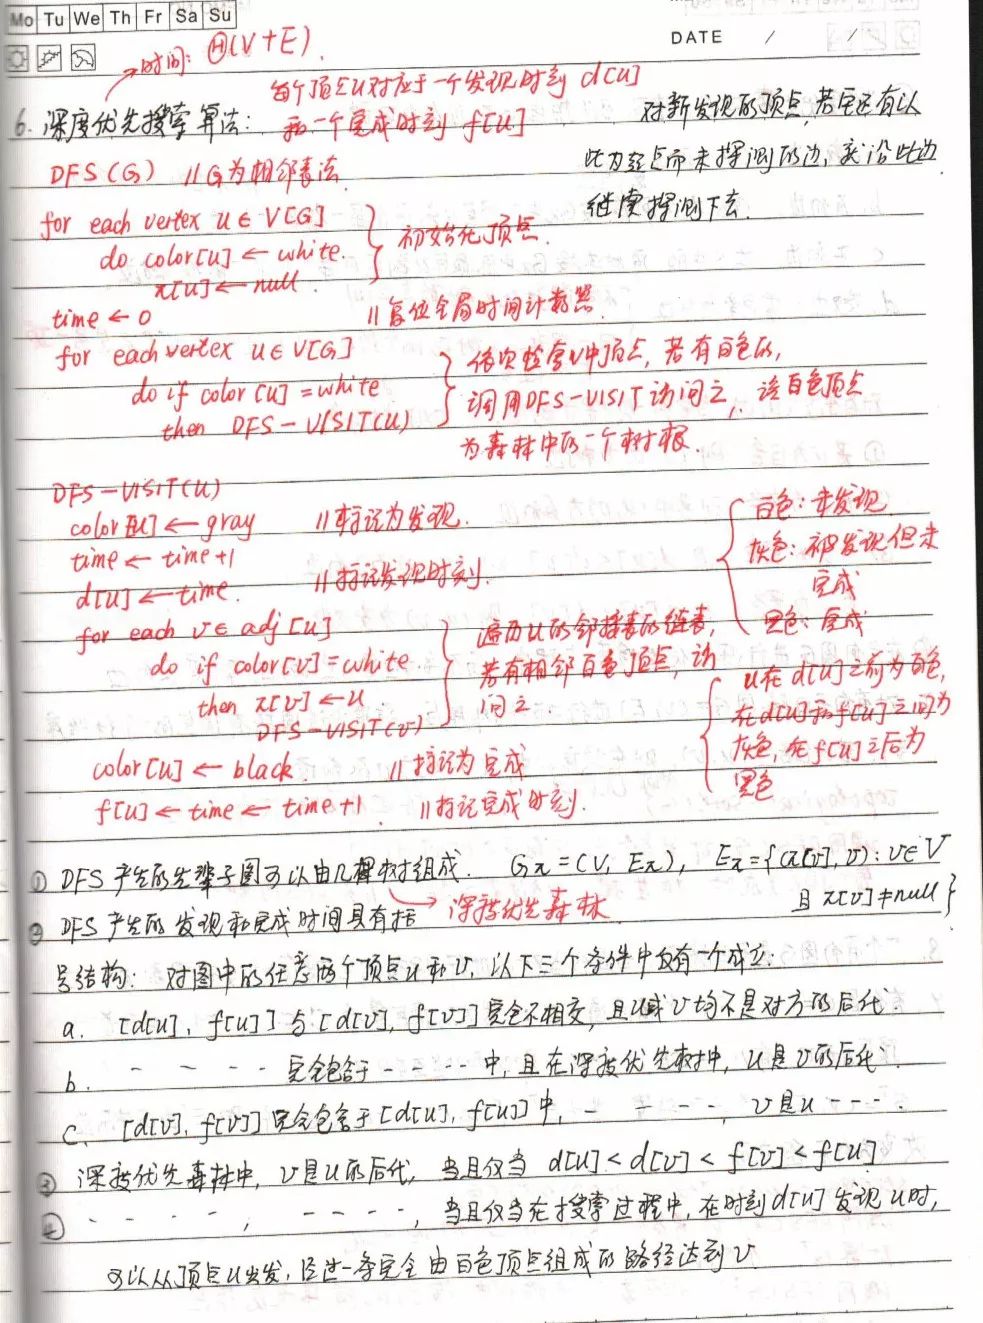 Mo Tu We Th Fr Sa Su
DATE / /
时间: Θ(V+E).
每个顶点u对应于一个发现时刻 d[u]
6. 深度优先搜索算法: 和一个完成时刻 f[u]
对新发现的顶点,若它还有以
此为起点而未探测的边,就沿此边
继续探测下去.
DFS(G) //G为相邻表法
for each vertex u∈V[G]
do color[u]←white.
π[u]←null.
初始化顶点.
time←0 //复位全局时间计数器.
for each vertex u∈V[G]
do if color[u]=white
then DFS-VISIT(u)
依次检查V中顶点,若有白色的,
调用DFS-VISIT访问之,该白色顶点
为森林中的一个树根.
DFS-VISIT(u)
color[u]←gray //标记为发现.
time←time+1
d[u]←time. //标记发现时刻.
for each v∈adj[u]
do if color[v]=white
then π[v]←u
DFS-VISIT(v)
遍历u的邻接表的链表,
若有相邻白色顶点,访
问之
color[u]←black //标记为完成
f[u]←time←time+1. //标记完成时刻.
白色:未发现
灰色:被发现但未
完成
黑色:完成
u在d[u]之前为白色,
在d[u]和f[u]之间为
灰色,在f[u]之后为
黑色
① DFS产生的先辈子图可以由几棵树组成. Gπ=(V, Eπ), Eπ={(π[v],v):v∈V
且π[v]≠null}
→深度优先森林
② DFS产生的发现和完成时间具有括
号结构: 对图中的任意两个顶点u和v,以下三个条件中仅有一个成立:
a. [d[u],f[u]]与[d[v],f[v]]完全不相交,且u或v均不是对方的后代.
b. - - - - 完全包含于 - - - - 中,且在深度优先树中,u是v的后代.
c. [d[v],f[v]]完全包含于[d[u],f[u]]中, - - - -, v是u - - -.
③ 深度优先森林中,v是u的后代,当且仅当 d[u]<d[v]<f[v]<f[u]
④ - - - -, - - - -,当且仅当在搜索过程中,在时刻d[u]发现u时,
可以从顶点u出发,经过一条完全由白色顶点组成的路径达到v